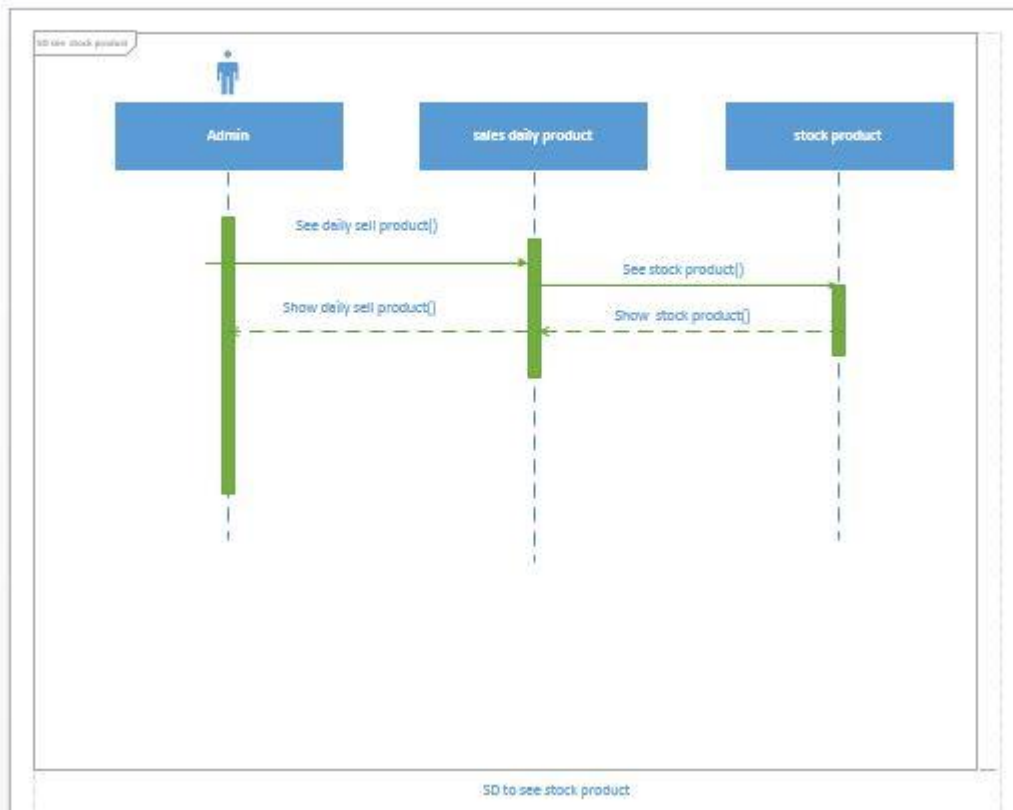 SD see stock product
Admin
sales daily product
stock product
See daily sell product()
See stock product()
Show daily sell product()
Show stock product()
SD to see stock product